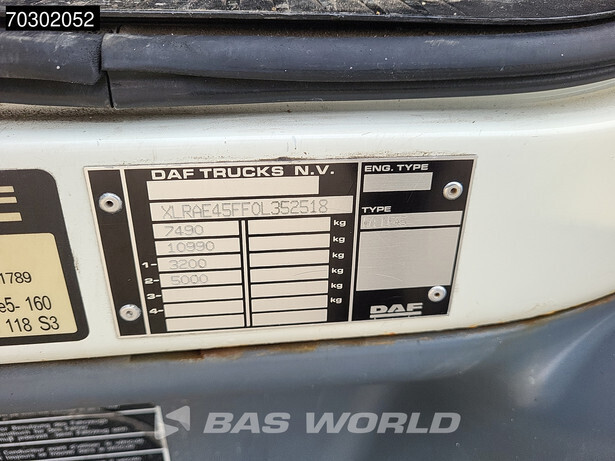 70302052
DAF TRUCKS N.V.
ENG. TYPE
XLRAE45FF0L352518
TYPE
7490 kg
10990 kg
1- 3200 kg
2- 5000 kg
3- kg
4- kg
DAF
1789
e5- 160
118 S3
BAS WORLD